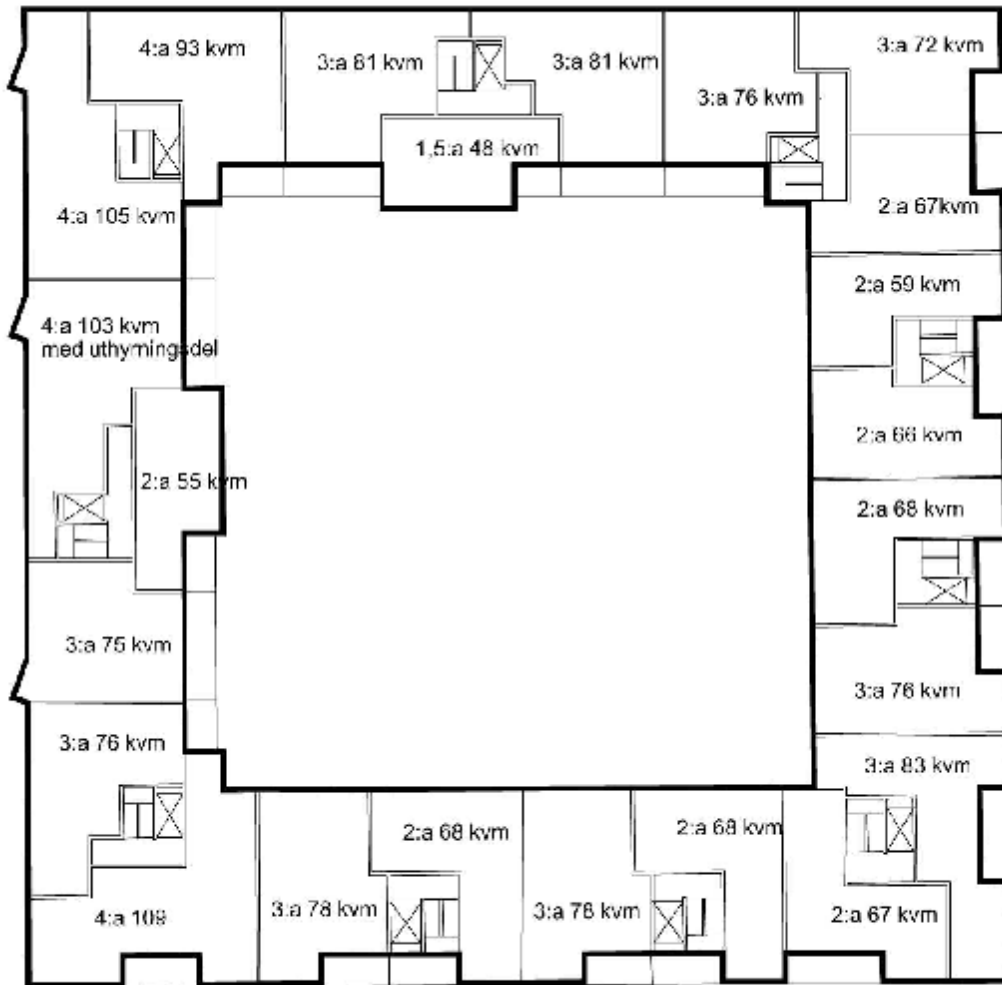 4:a 93 kvm
3:a 81 kvm
3:a 81 kvm
3:a 72 kvm
3:a 76 kvm
1,5:a 48 kvm
4:a 105 kvm
2:a 67kvm
2:a 59 kvm
4:a 103 kvm
med uthyrningsdel
2:a 66 kvm
2:a 55 kvm
2:a 68 kvm
3:a 75 kvm
3:a 76 kvm
3:a 76 kvm
3:a 83 kvm
2:a 68 kvm
2:a 68 kvm
4:a 109
3:a 78 kvm
3:a 78 kvm
2:a 67 kvm